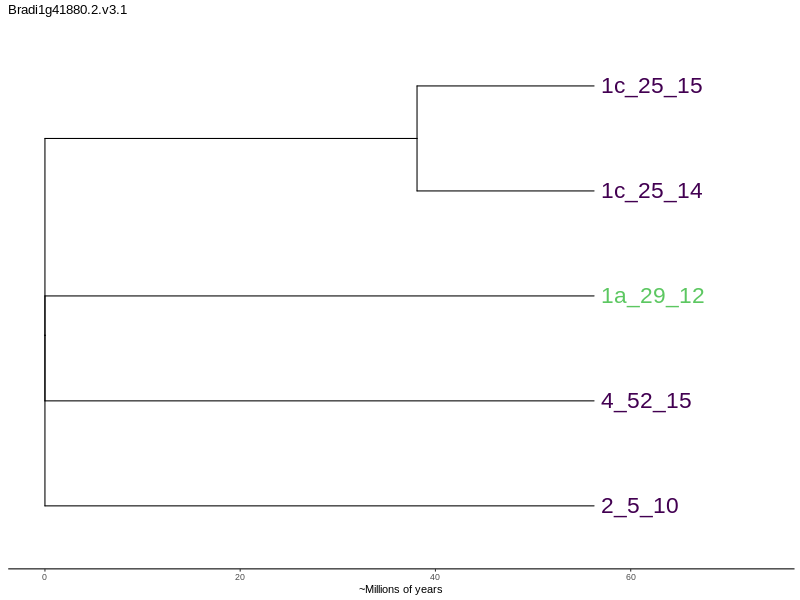 Bradi1g41880.2.v3.1
1c_25_15
1c_25_14
1a_29_12
4_52_15
2_5_10
0 20 40 60
~Millions of years